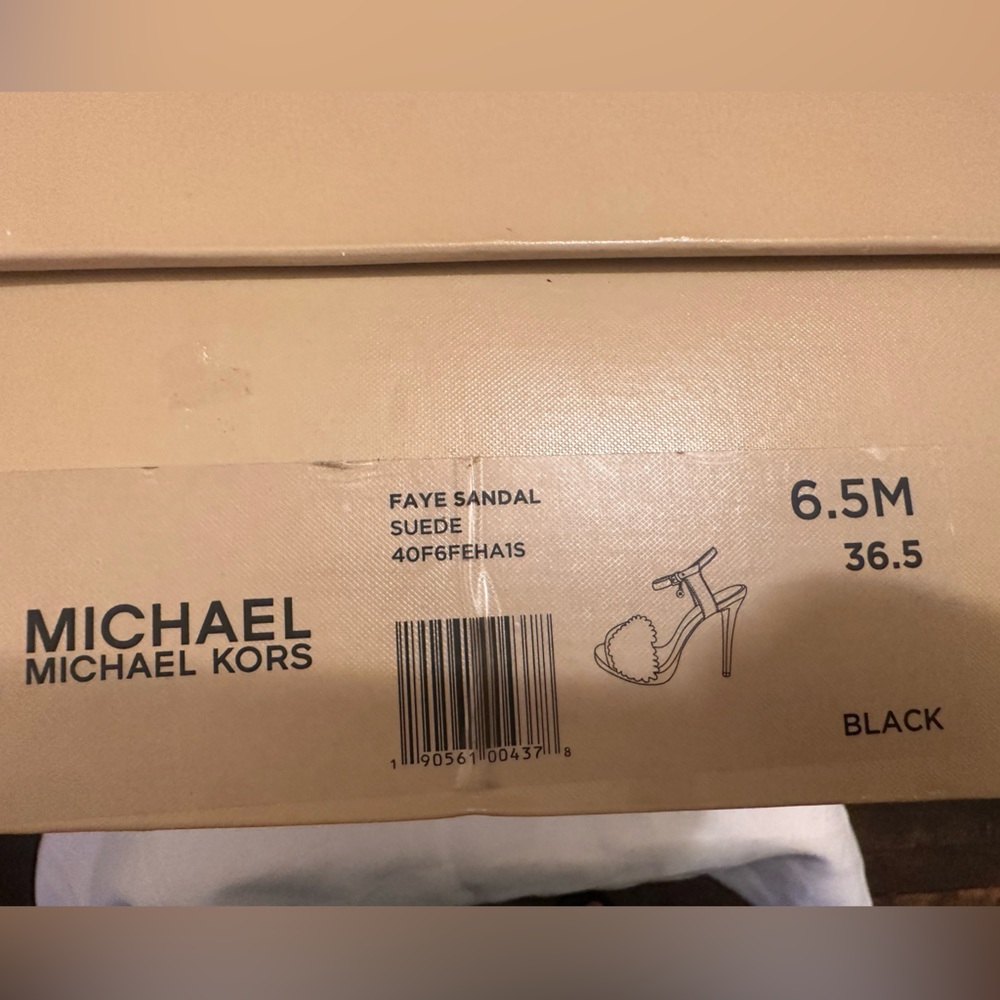 FAYE SANDAL
SUEDE
40F6FEHA1S
6.5M
36.5
MICHAEL
MICHAEL KORS
BLACK
1 90561 00437 8